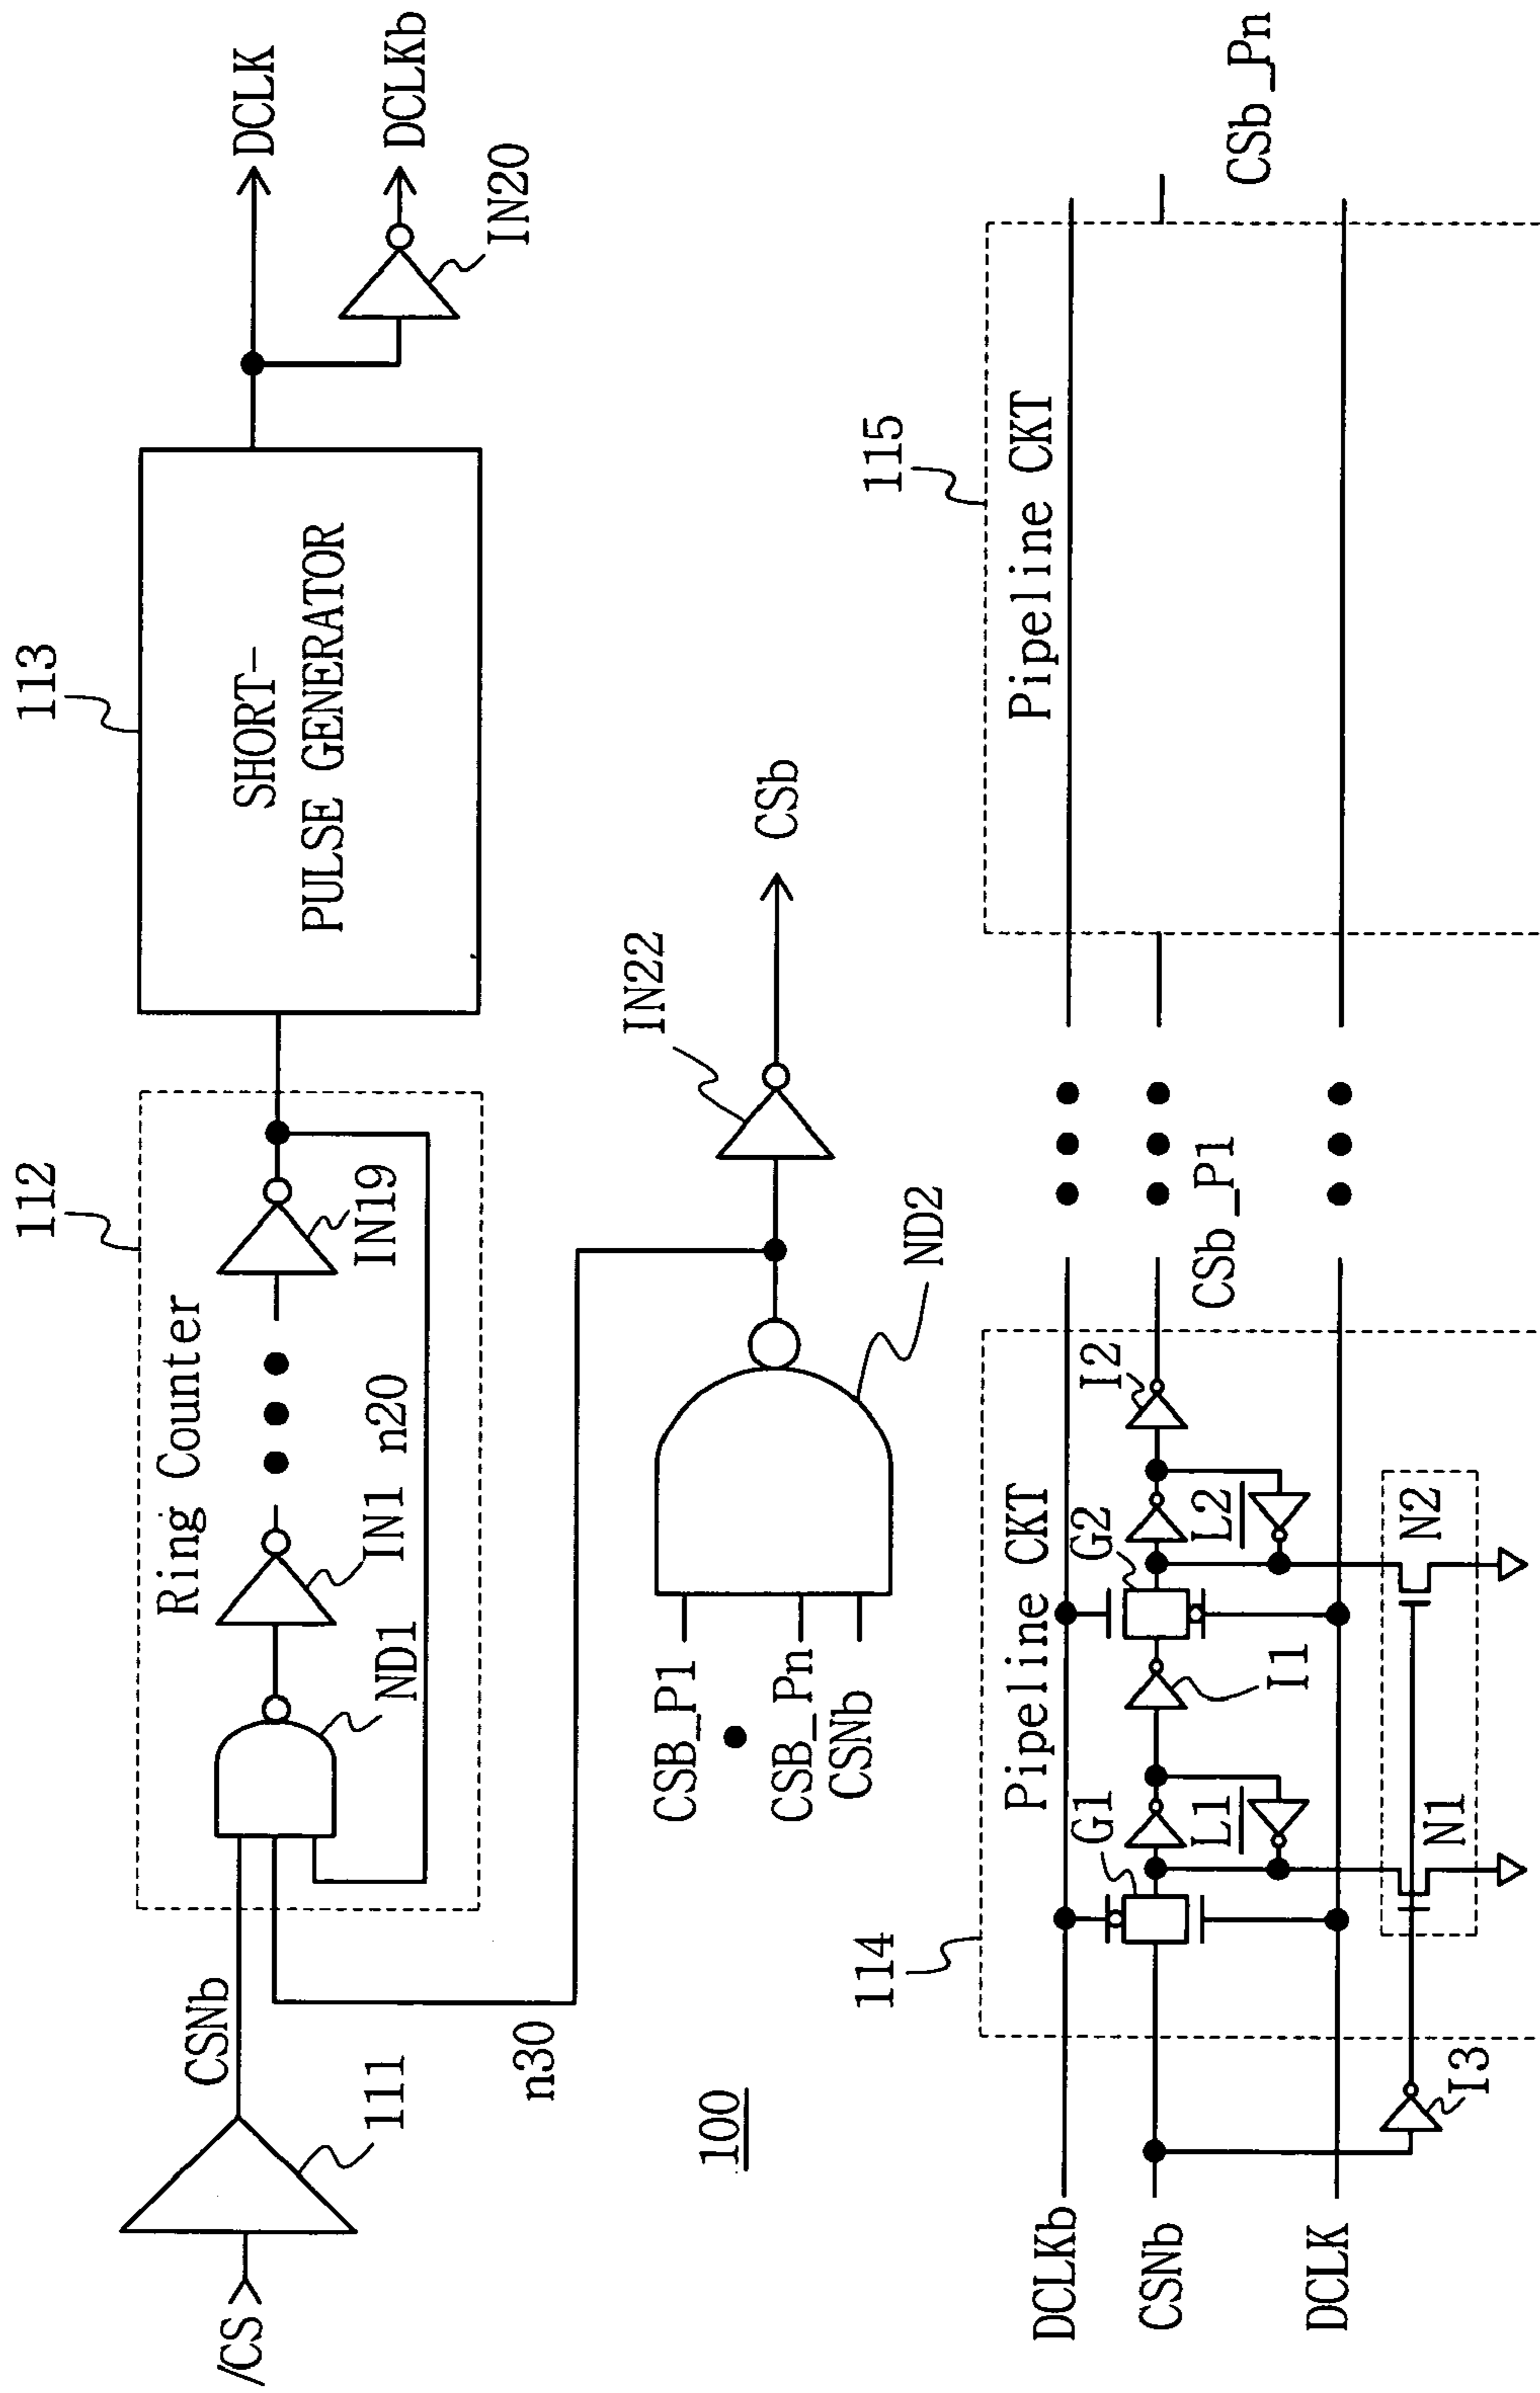 /CS
111
CSNb
112
Ring Counter
ND1
IN1
n20
IN19
113
SHORT-
PULSE GENERATOR
DCLK
DCLKb
IN20
n30
100
CSB_P1
CSB_Pn
CSNb
ND2
IN22
CSb
114
Pipeline CKT
DCLKb
CSNb
DCLK
G1
L1
I1
G2
L2
I2
CSb_P1
N1
N2
I3
115
Pipeline CKT
CSb_Pn